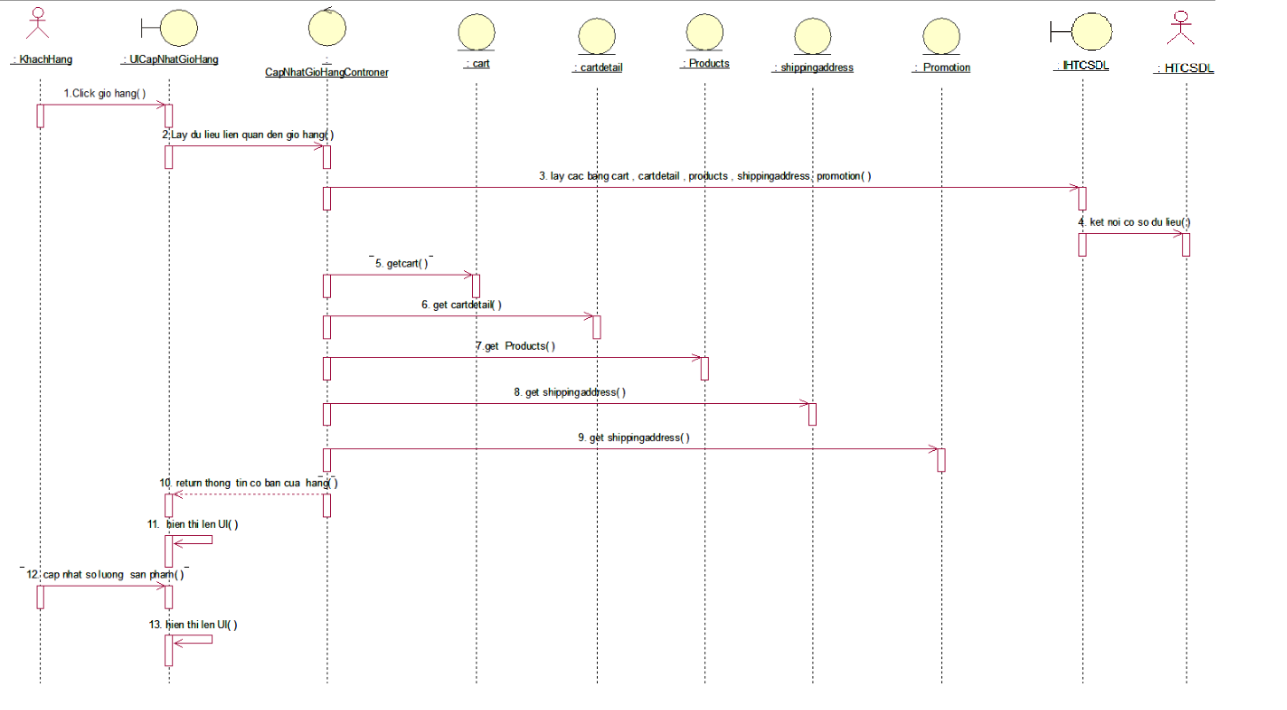 : KhachHang
: UICapNhatGioHang
:
CapNhatGioHangControner
: cart
: cartdetail
: Products
: shippingaddress
: Promotion
: IHTCSDL
: HTCSDL
1.Click gio hang( )
2.Lay du lieu lien quan den gio hang( )
3. lay cac bang cart , cartdetail , products , shippingaddress, promotion( )
4. ket noi co so du lieu(;)
5. getcart( )
6. get cartdetail( )
7.get Products( )
8. get shippingaddress( )
9. get shippingaddress( )
10. return thong tin co ban cua hang( )
11. hien thi len UI( )
12. cap nhat so luong san pham( )
13. hien thi len UI( )